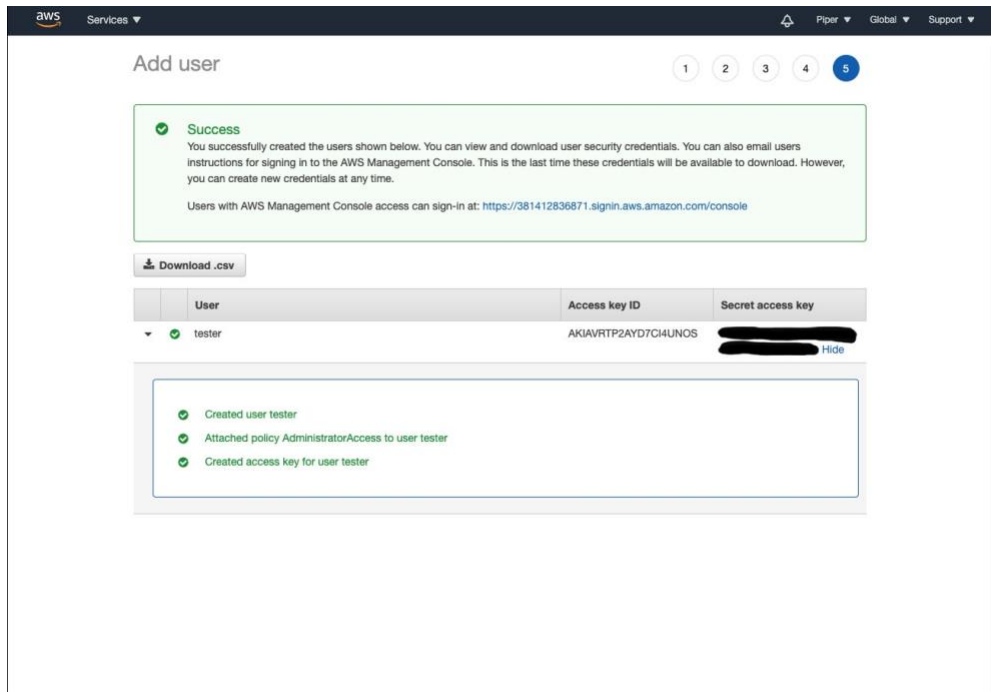 aws Services ▼ Piper ▼ Global ▼ Support ▼
Add user
1 2 3 4 5
Success
You successfully created the users shown below. You can view and download user security credentials. You can also email users
instructions for signing in to the AWS Management Console. This is the last time these credentials will be available to download. However,
you can create new credentials at any time.
Users with AWS Management Console access can sign-in at: https://381412836871.signin.aws.amazon.com/console
Download .csv
User Access key ID Secret access key
tester AKIAVRTP2AYD7CI4UNOS
Hide
Created user tester
Attached policy AdministratorAccess to user tester
Created access key for user tester